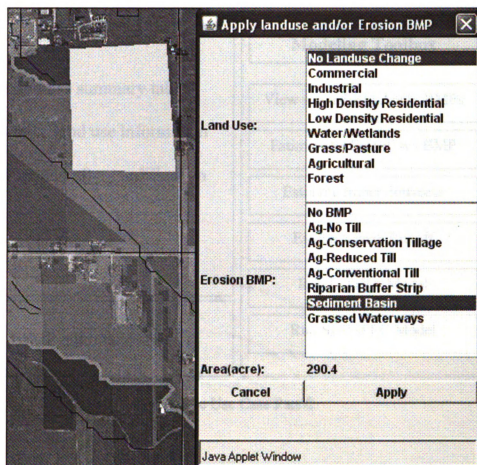 Apply landuse and/or Erosion BMP
Land Use:
No Landuse Change
Commercial
Industrial
High Density Residential
Low Density Residential
Water/Wetlands
Grass/Pasture
Agricultural
Forest
Erosion BMP:
No BMP
Ag-No Till
Ag-Conservation Tillage
Ag-Reduced Till
Ag-Conventional Till
Riparian Buffer Strip
Sediment Basin
Grassed Waterways
Area(acre): 290.4
Cancel Apply
Java Applet Window